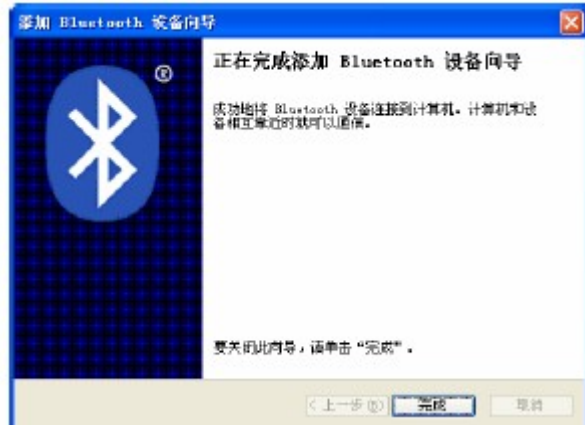 添加 Bluetooth 设备向导
®
正在完成添加 Bluetooth 设备向导
成功地将 Bluetooth 设备连接到计算机。计算机和设
备相互靠近时就可以通信。
要关闭此向导，请单击“完成”。
<上一步(B) 完成 取消